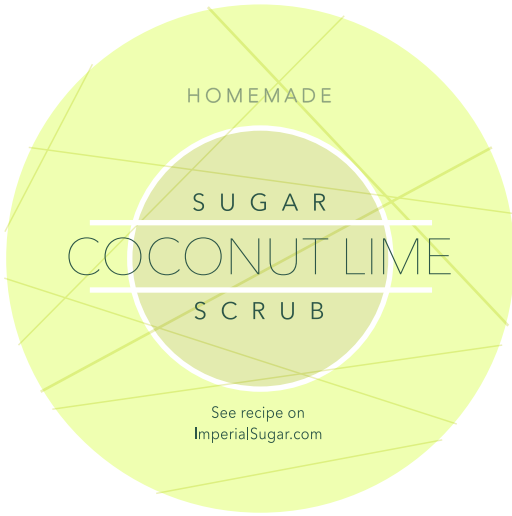 HOMEMADE
SUGAR
COCONUT LIME
SCRUB
See recipe on
ImperialSugar.com